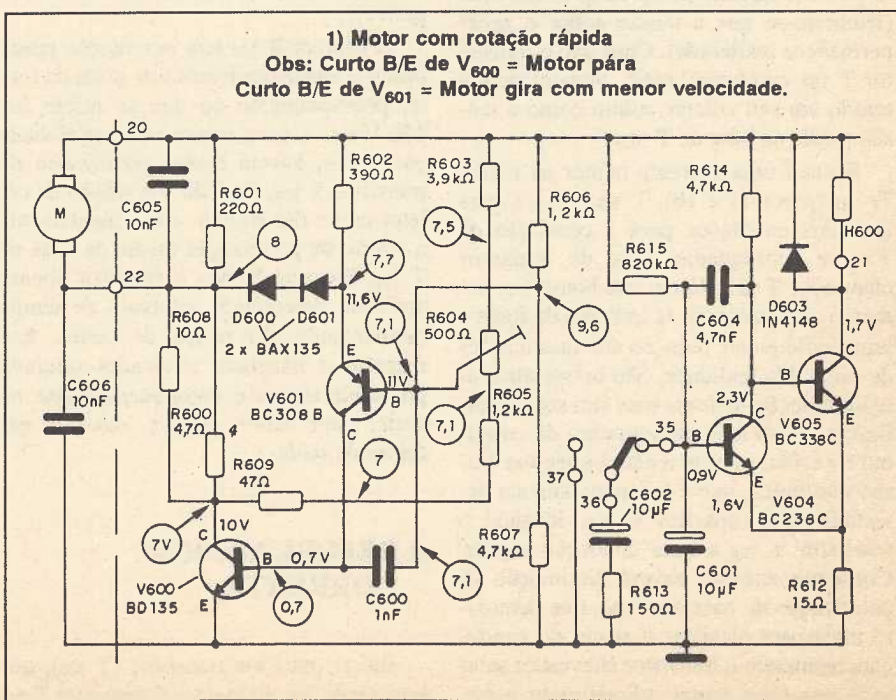 1) Motor com rotação rápida
Obs: Curto B/E de V600 = Motor pára
Curto B/E de V601 = Motor gira com menor velocidade.
20
M
C605
10nF
R601
220Ω
R602
390Ω
R603
3,9kΩ
R606
1,2kΩ
R614
4,7kΩ
H600
21
22
8
7,7
7,5
R615
820kΩ
D603
1N4148
1,7V
D600
D601
2 x BAX135
11,6V
7,1
R604
500Ω
9,6
C604
4,7nF
R608
10Ω
C606
10nF
R600
4,7Ω
4
E
V601
BC308B
C
11V
B
7,1
R605
1,2kΩ
C
B
E
V605
BC338C
2,3V
R609
47Ω
7
37
36
35
B
0,9V
C
E
1,6V
V604
BC238C
C602
10µF
7V
C
10V
B
0,7V
E
V600
BD135
0,7
C600
1nF
7,1
R607
4,7kΩ
R613
150Ω
C601
10µF
R612
15Ω